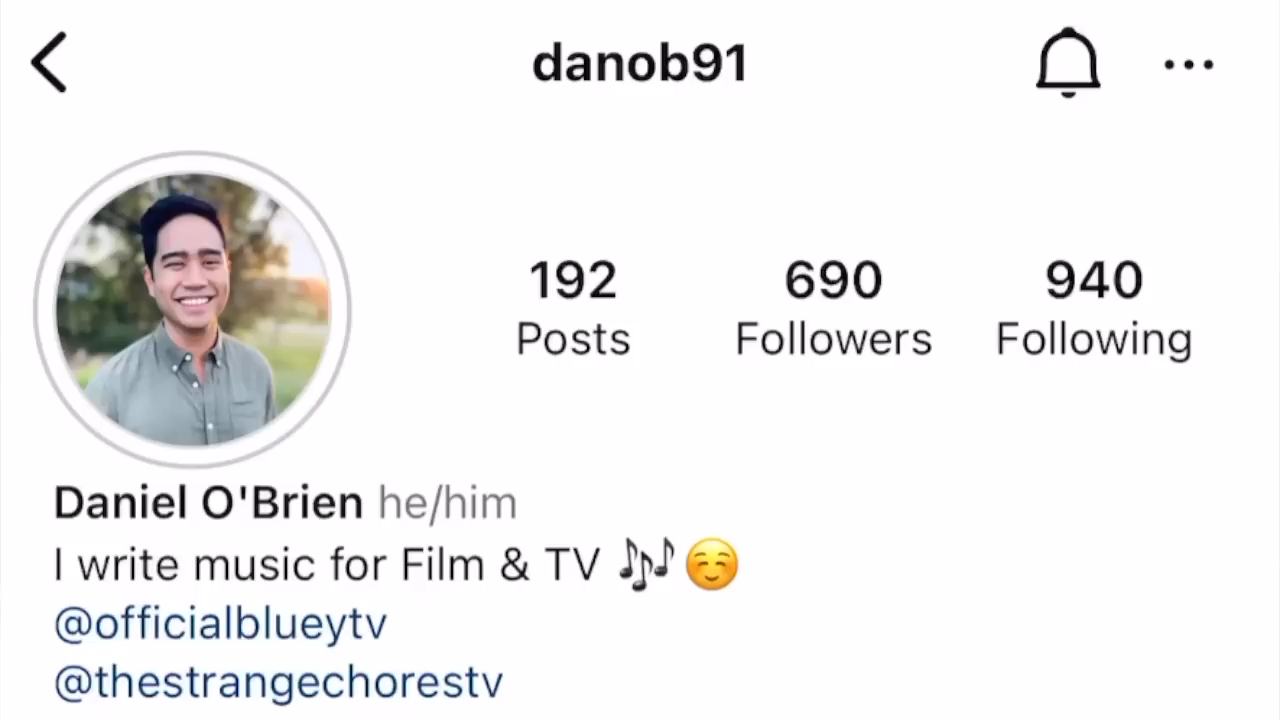 danob91
192 690 940
Posts Followers Following
Daniel O'Brien he/him
I write music for Film & TV 🎶☺️
@officialblueytv
@thestrangechorestv